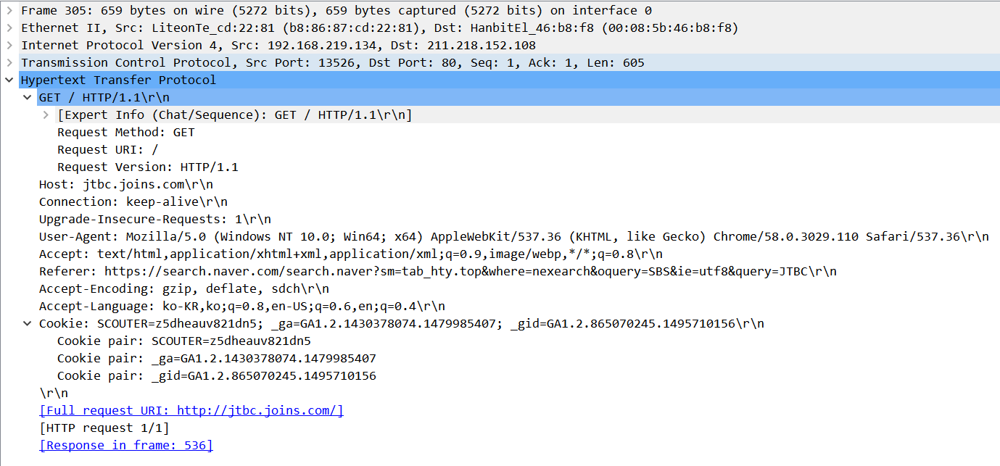 Frame 305: 659 bytes on wire (5272 bits), 659 bytes captured (5272 bits) on interface 0
Ethernet II, Src: LiteonTe_cd:22:81 (b8:86:87:cd:22:81), Dst: HanbitEl_46:b8:f8 (00:08:5b:46:b8:f8)
Internet Protocol Version 4, Src: 192.168.219.134, Dst: 211.218.152.108
Transmission Control Protocol, Src Port: 13526, Dst Port: 80, Seq: 1, Ack: 1, Len: 605
Hypertext Transfer Protocol
GET / HTTP/1.1\r\n
[Expert Info (Chat/Sequence): GET / HTTP/1.1\r\n]
Request Method: GET
Request URI: /
Request Version: HTTP/1.1
Host: jtbc.joins.com\r\n
Connection: keep-alive\r\n
Upgrade-Insecure-Requests: 1\r\n
User-Agent: Mozilla/5.0 (Windows NT 10.0; Win64; x64) AppleWebKit/537.36 (KHTML, like Gecko) Chrome/58.0.3029.110 Safari/537.36\r\n
Accept: text/html,application/xhtml+xml,application/xml;q=0.9,image/webp,*/*;q=0.8\r\n
Referer: https://search.naver.com/search.naver?sm=tab_hty.top&where=nexearch&oquery=SBS&ie=utf8&query=JTBC\r\n
Accept-Encoding: gzip, deflate, sdch\r\n
Accept-Language: ko-KR,ko;q=0.8,en-US;q=0.6,en;q=0.4\r\n
Cookie: SCOUTER=z5dheauv821dn5; _ga=GA1.2.1430378074.1479985407; _gid=GA1.2.865070245.1495710156\r\n
Cookie pair: SCOUTER=z5dheauv821dn5
Cookie pair: _ga=GA1.2.1430378074.1479985407
Cookie pair: _gid=GA1.2.865070245.1495710156
\r\n
[Full request URI: http://jtbc.joins.com/]
[HTTP request 1/1]
[Response in frame: 536]